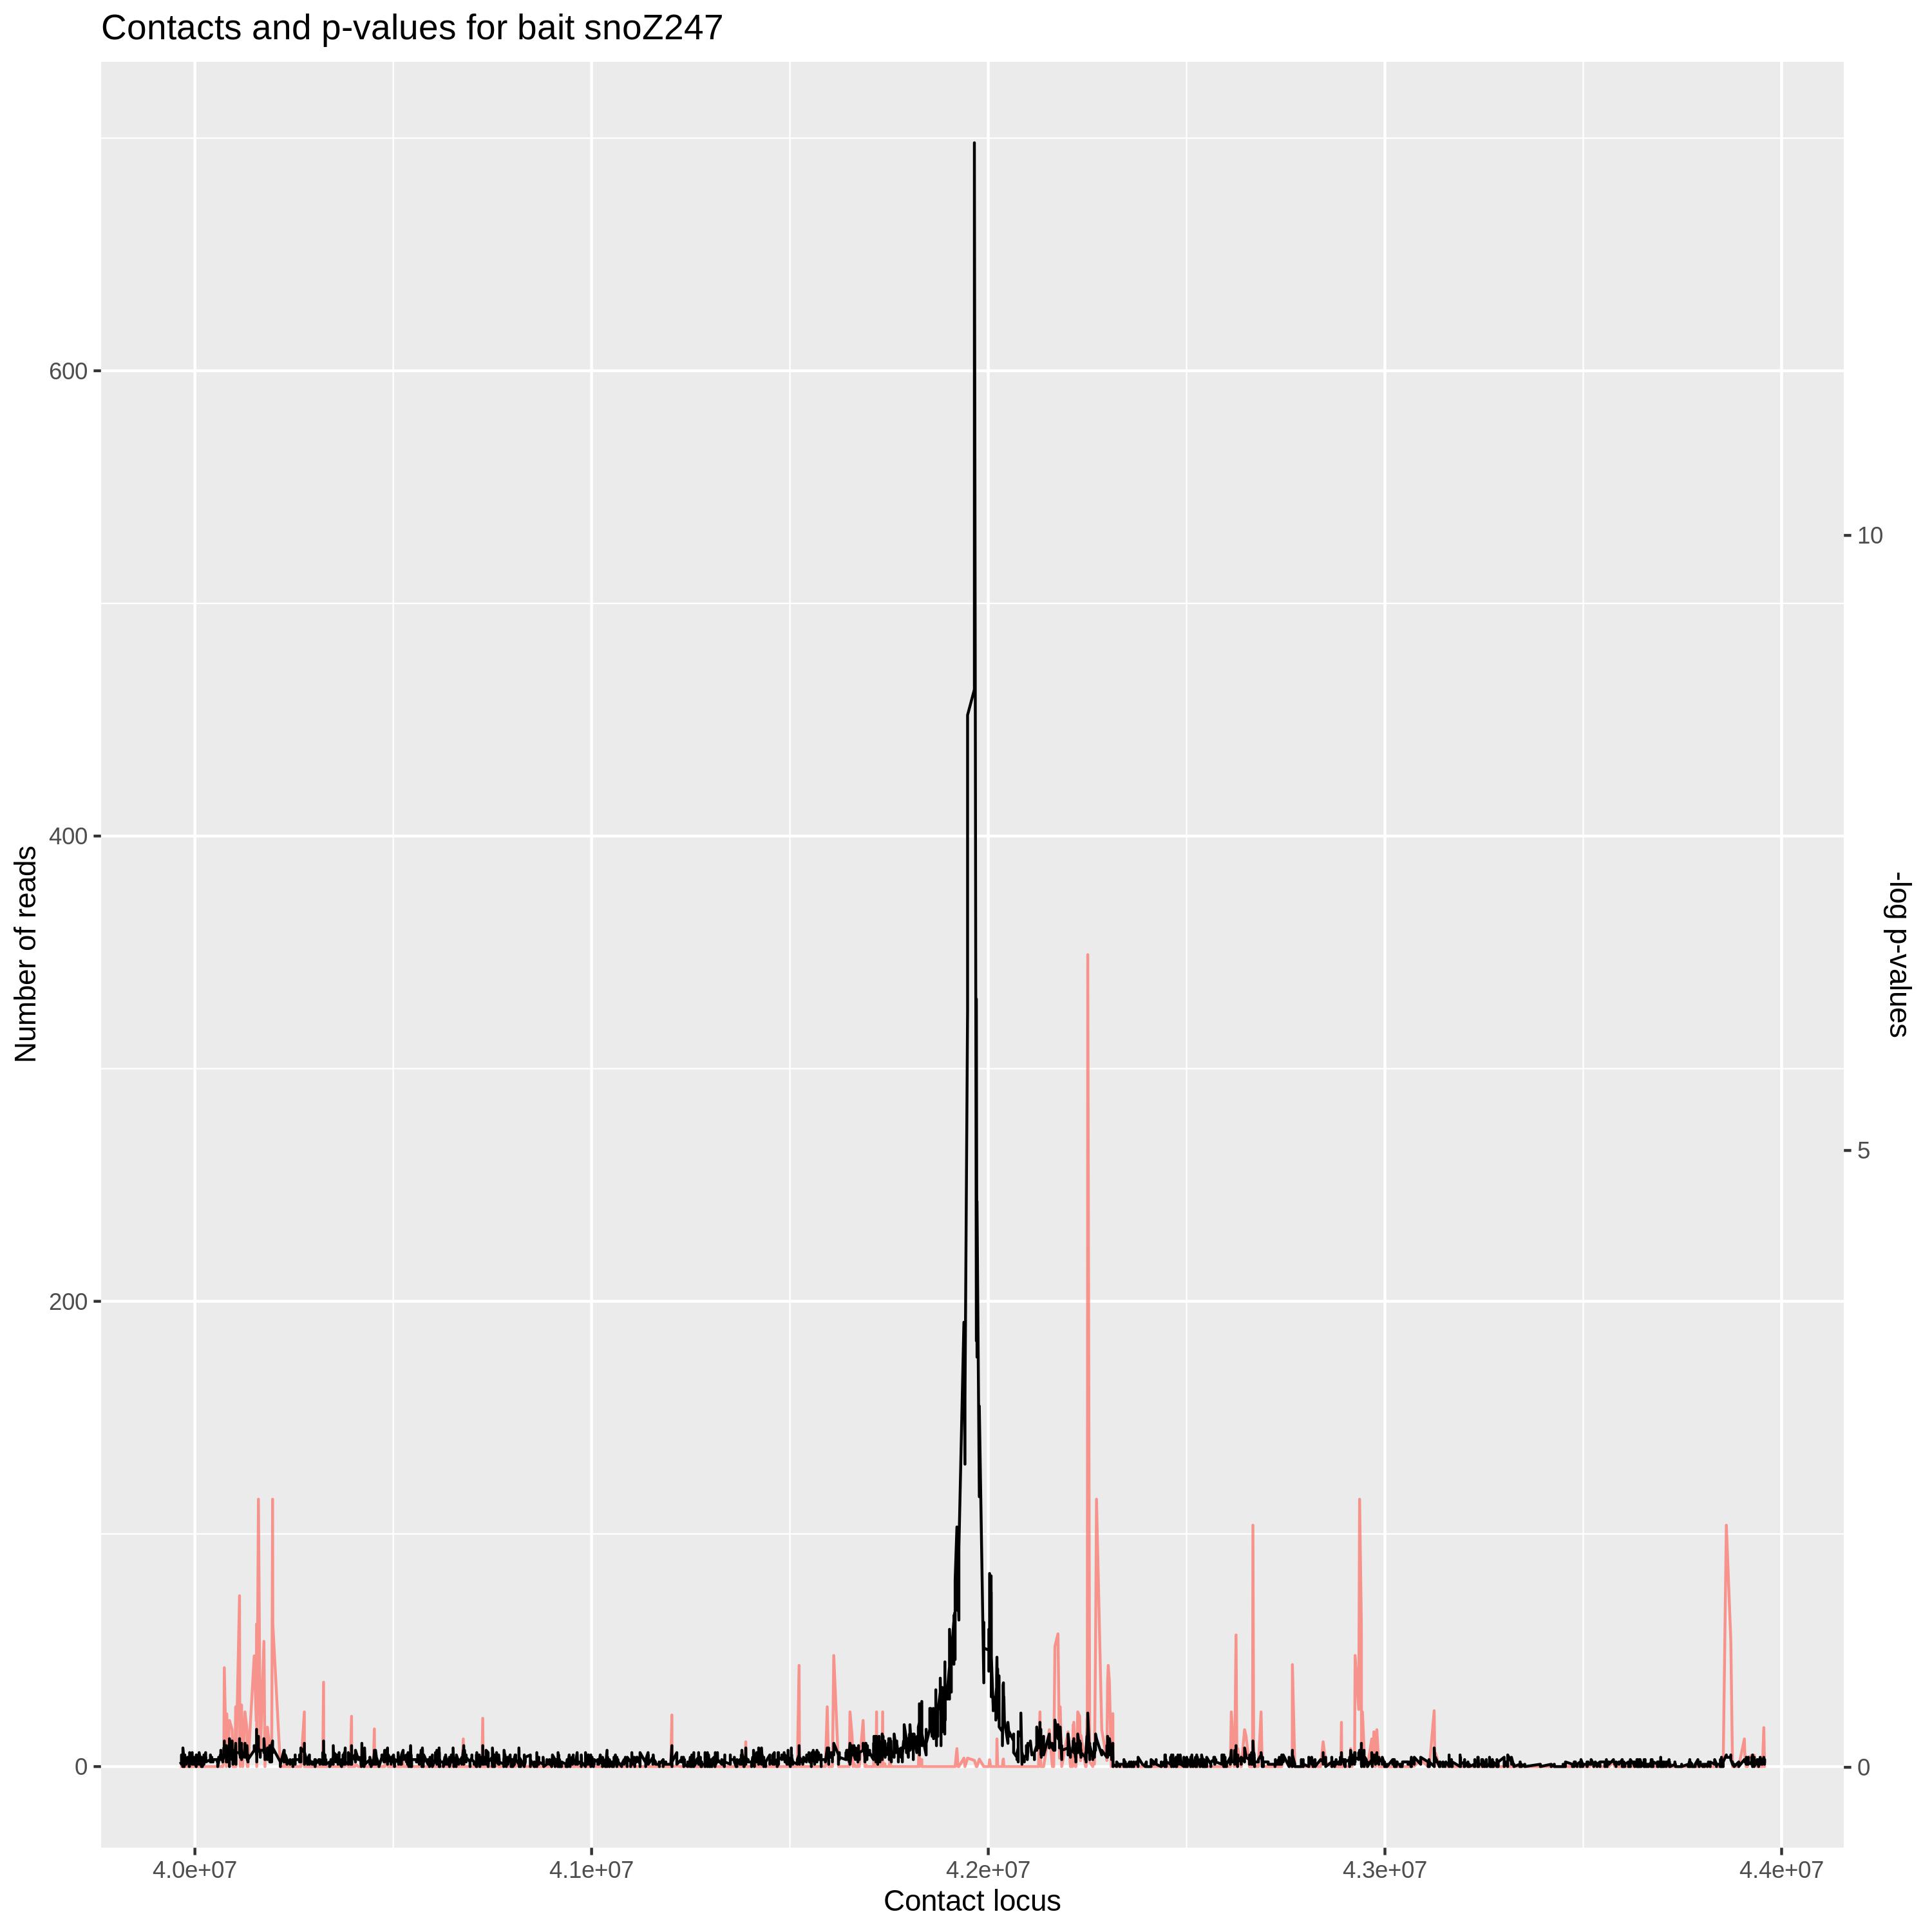 Contacts and p-values for bait snoZ247
600
400
200
0
10
5
0
Number of reads
-log p-values
4.0e+07
4.1e+07
4.2e+07
4.3e+07
4.4e+07
Contact locus